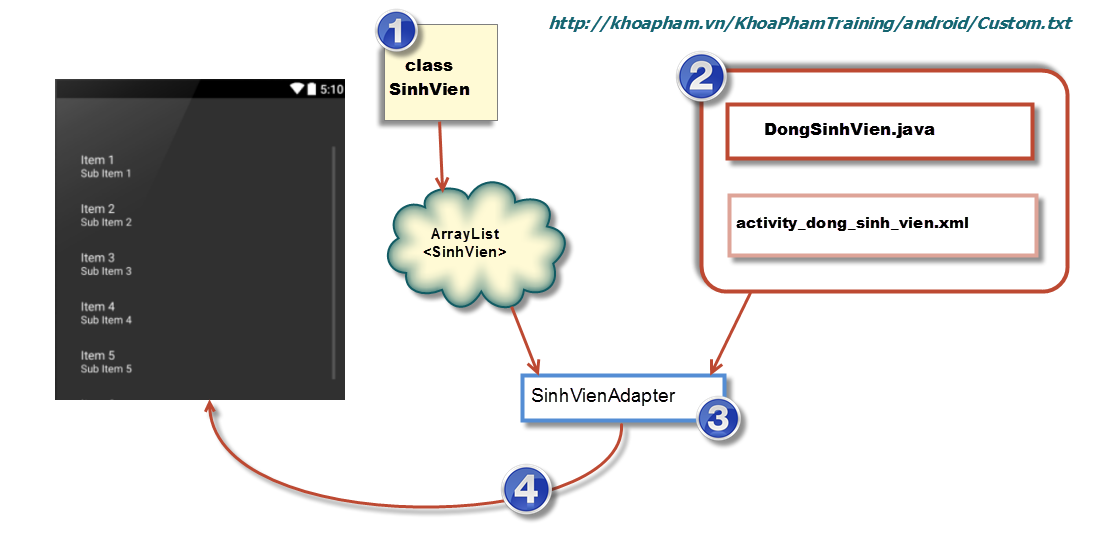 http://khoapham.vn/KhoaPhamTraining/android/Custom.txt
1
class
SinhVien
2
DongSinhVien.java
activity_dong_sinh_vien.xml
5:10
Item 1
Sub Item 1
Item 2
Sub Item 2
Item 3
Sub Item 3
Item 4
Sub Item 4
Item 5
Sub Item 5
ArrayList
<SinhVien>
SinhVienAdapter
3
4